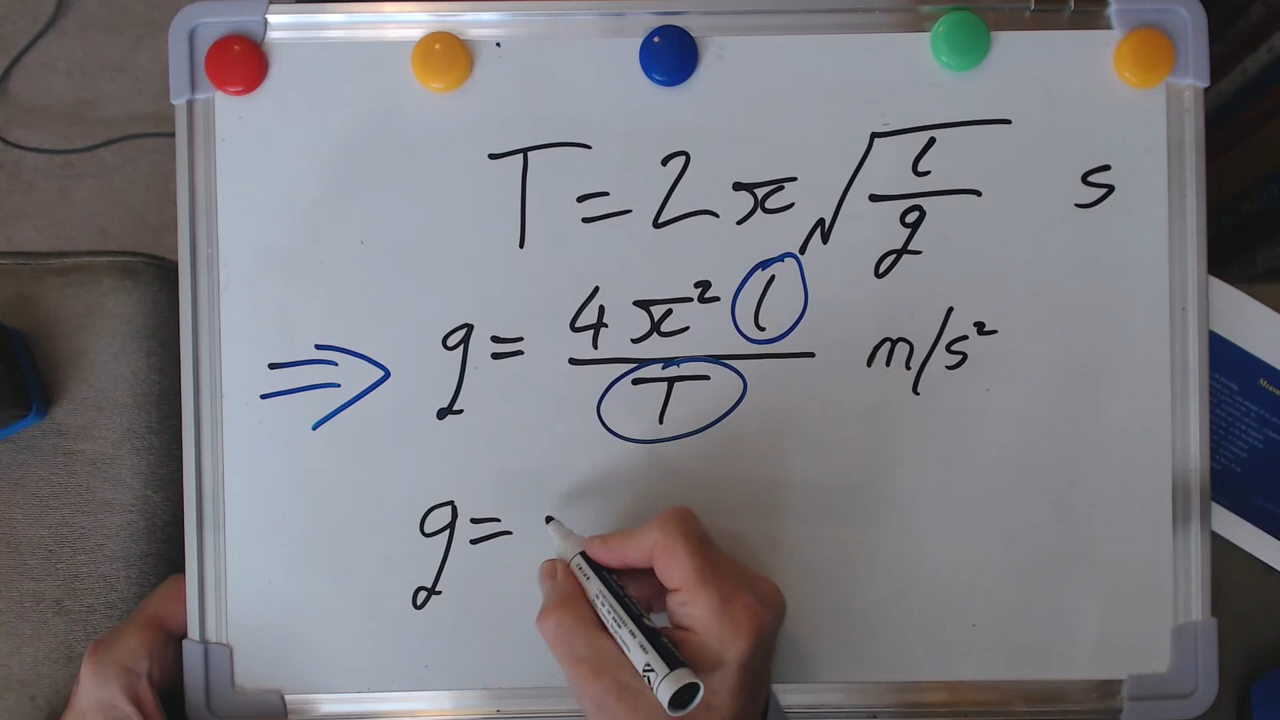 T = 2π √(l/g) s
⇒ g = 4π² l / T m/s²
g =